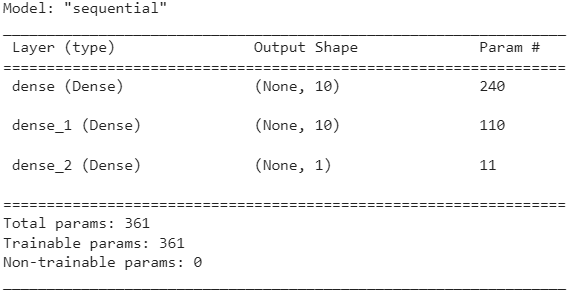 Model: "sequential"
_________________________________________________________________
Layer (type) Output Shape Param #
=================================================================
dense (Dense) (None, 10) 240
dense_1 (Dense) (None, 10) 110
dense_2 (Dense) (None, 1) 11
=================================================================
Total params: 361
Trainable params: 361
Non-trainable params: 0
_________________________________________________________________